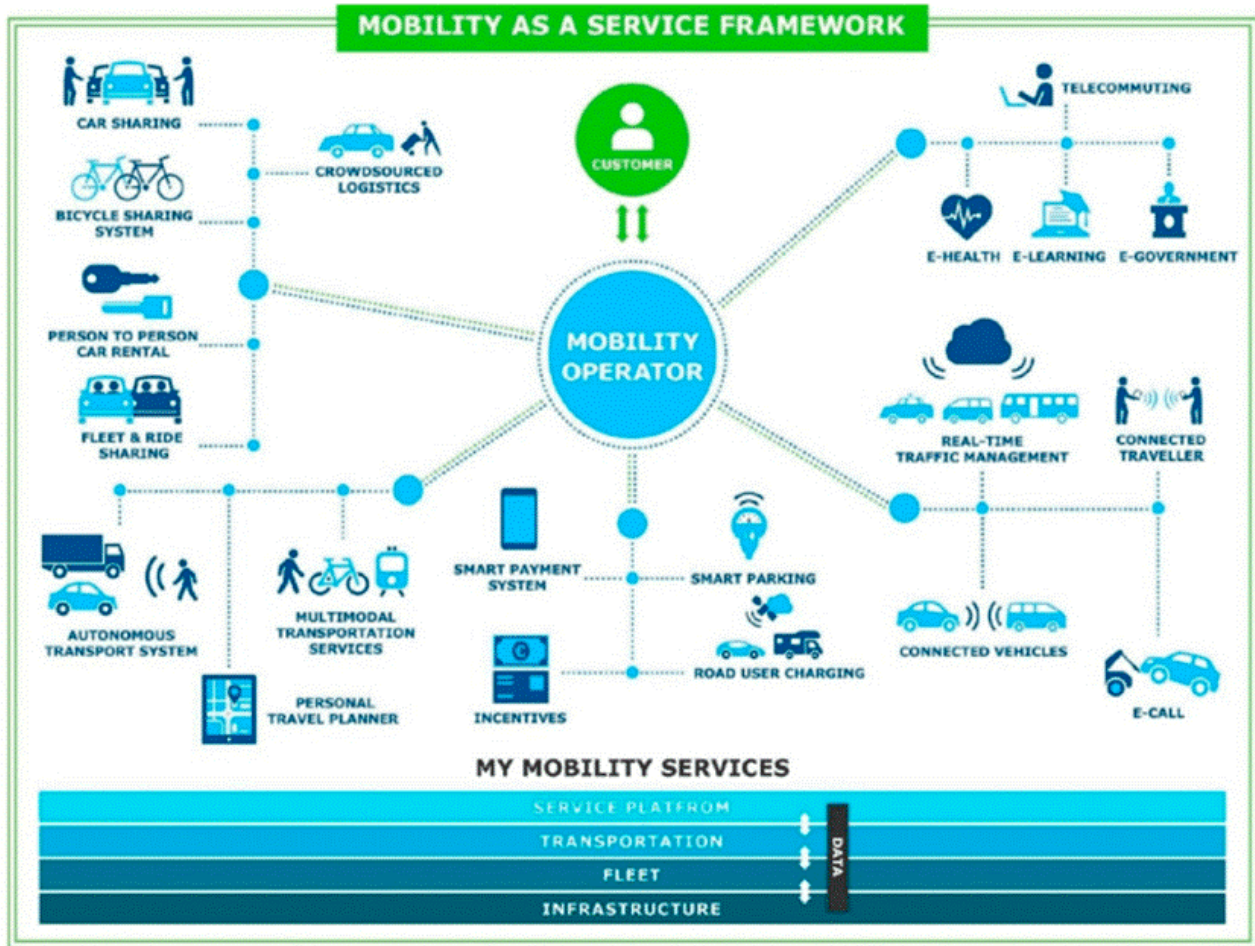 MOBILITY AS A SERVICE FRAMEWORK
CAR SHARING
CROWDSOURCED
LOGISTICS
BICYCLE SHARING
SYSTEM
PERSON TO PERSON
CAR RENTAL
FLEET & RIDE
SHARING
CUSTOMER
MOBILITY
OPERATOR
TELECOMMUTING
E-HEALTH
E-LEARNING
E-GOVERNMENT
REAL-TIME
TRAFFIC MANAGEMENT
CONNECTED
TRAVELLER
CONNECTED VEHICLES
E-CALL
AUTONOMOUS
TRANSPORT SYSTEM
MULTIMODAL
TRANSPORTATION
SERVICES
PERSONAL
TRAVEL PLANNER
SMART PAYMENT
SYSTEM
SMART PARKING
INCENTIVES
ROAD USER CHARGING
MY MOBILITY SERVICES
SERVICE PLATFROM
TRANSPORTATION
FLEET
INFRASTRUCTURE
DATA